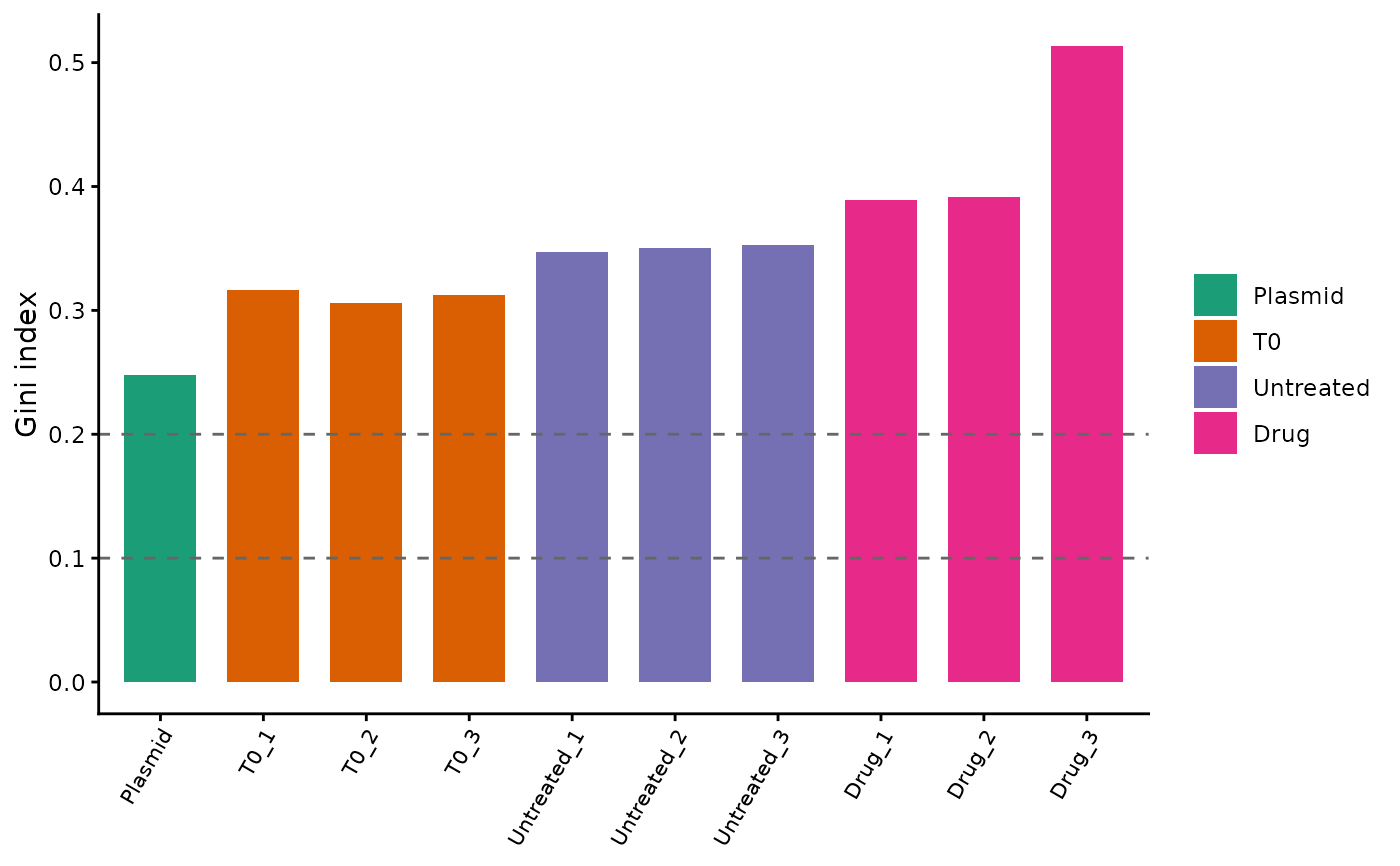 Gini index
0.5
0.4
0.3
0.2
0.1
0.0
Plasmid
T0_1
T0_2
T0_3
Untreated_1
Untreated_2
Untreated_3
Drug_1
Drug_2
Drug_3
Plasmid
T0
Untreated
Drug